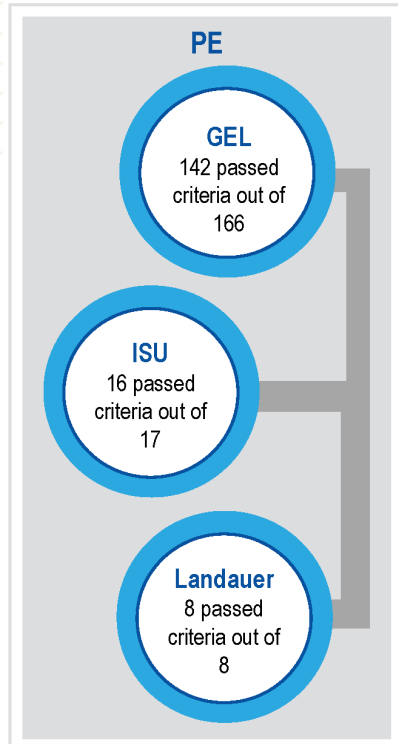 PE
GEL
142 passed
criteria out of
166
ISU
16 passed
criteria out of
17
Landauer
8 passed
criteria out of
8